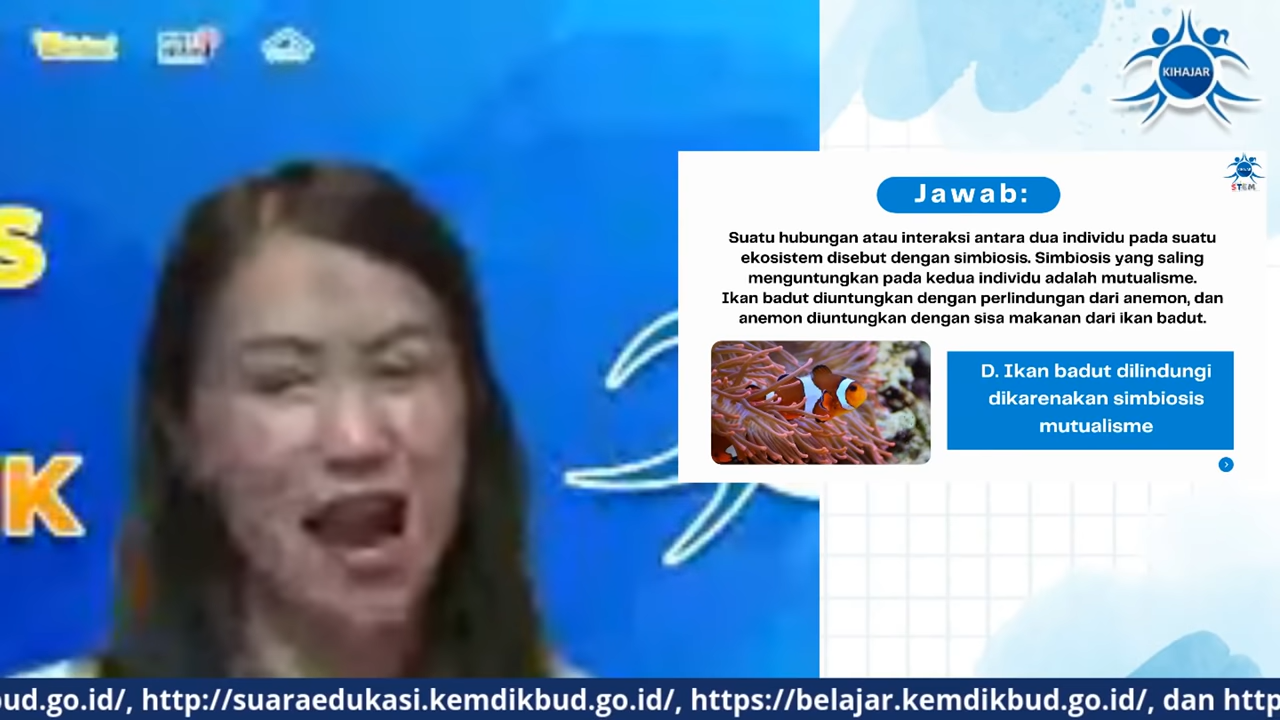 S
K
KIHAJAR
STEM
Jawab:
Suatu hubungan atau interaksi antara dua individu pada suatu
ekosistem disebut dengan simbiosis. Simbiosis yang saling
menguntungkan pada kedua individu adalah mutualisme.
Ikan badut diuntungkan dengan perlindungan dari anemon, dan
anemon diuntungkan dengan sisa makanan dari ikan badut.
D. Ikan badut dilindungi
dikarenakan simbiosis
mutualisme
oud.go.id/, http://suaraedukasi.kemdikbud.go.id/, https://belajar.kemdikbud.go.id/, dan http